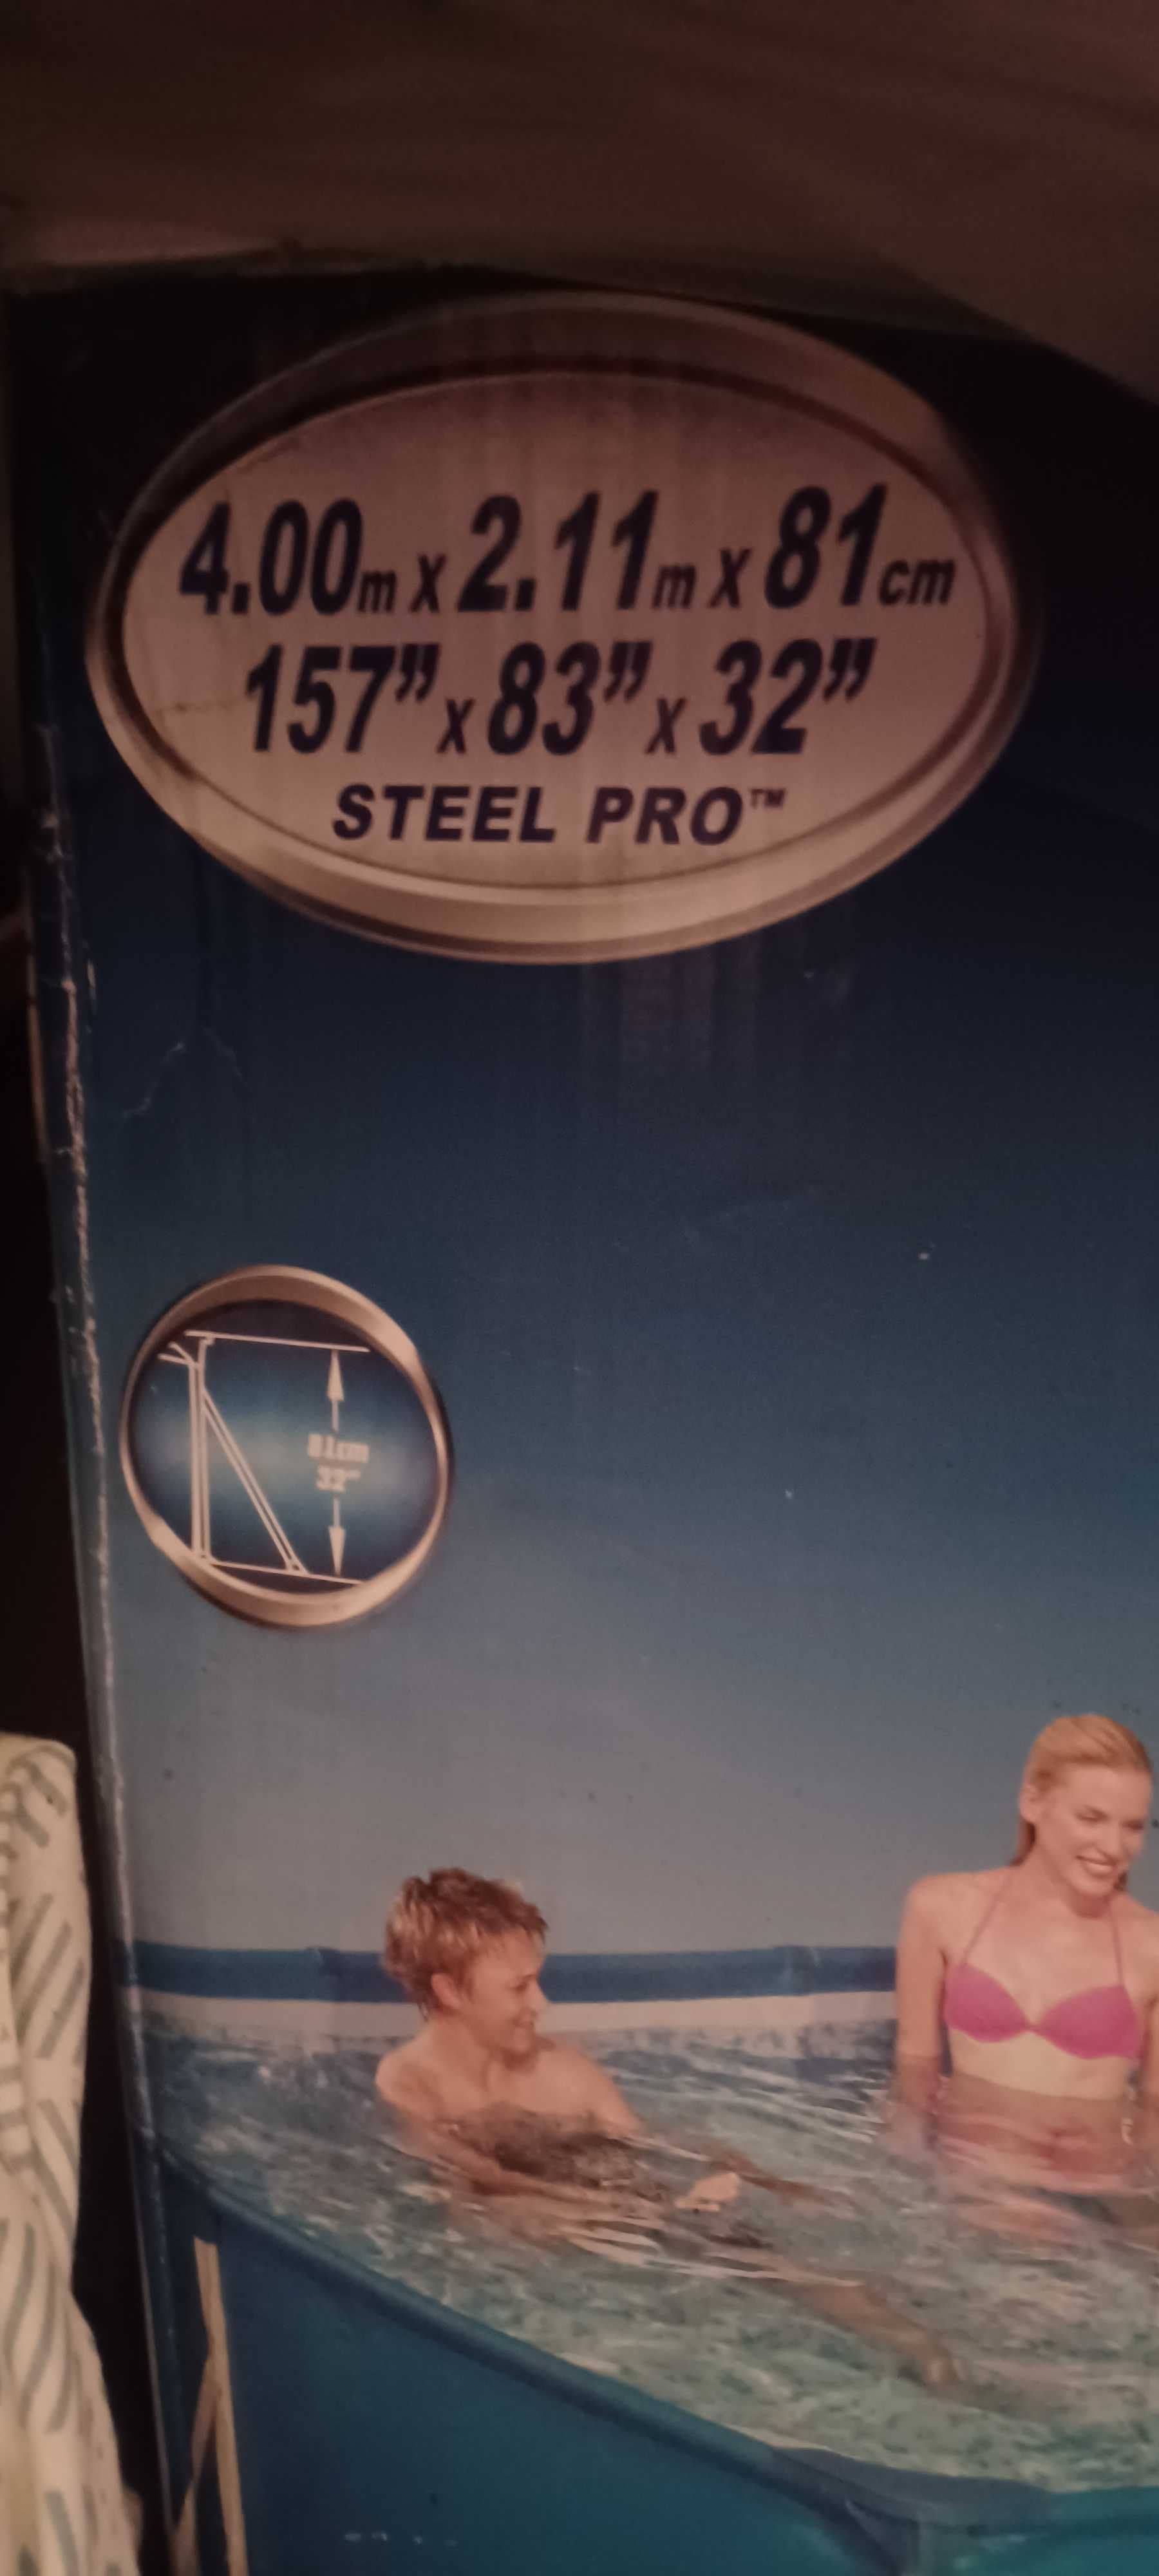 4.00m x 2.11m x 81cm
157” x 83” x 32”
STEEL PRO™
81cm
32”